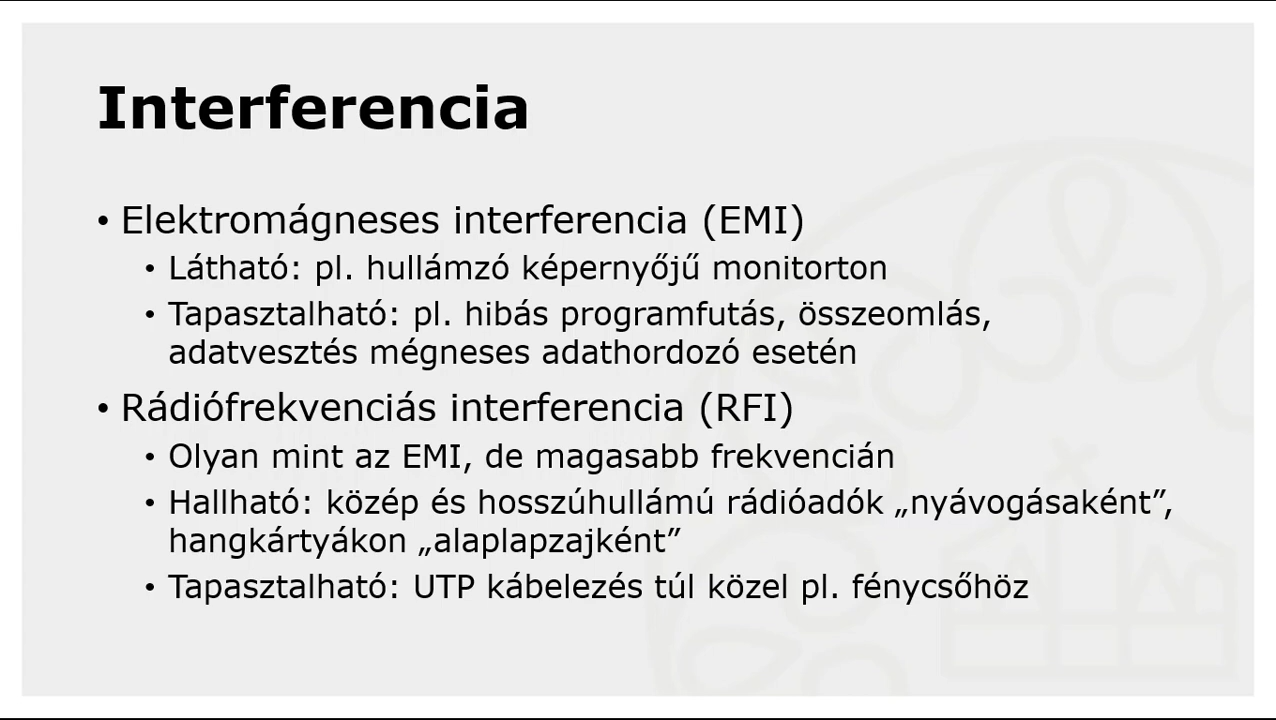 Interferencia
• Elektromágneses interferencia (EMI)
• Látható: pl. hullámzó képernyőjű monitorton
• Tapasztalható: pl. hibás programfutás, összeomlás,
adatvesztés mégneses adathordozó esetén
• Rádiófrekvenciás interferencia (RFI)
• Olyan mint az EMI, de magasabb frekvencián
• Hallható: közép és hosszúhullámú rádióadók „nyávogásaként”,
hangkártyákon „alaplapzajként”
• Tapasztalható: UTP kábelezés túl közel pl. fénycsőhöz